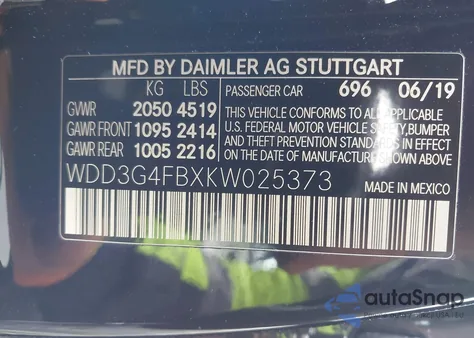 MFD BY DAIMLER AG STUTTGART
KG LBS
GVWR 2050 4519
GAWR FRONT 1095 2414
GAWR REAR 1005 2216
PASSENGER CAR 696 06/19
THIS VEHICLE CONFORMS TO ALL APPLICABLE
U.S. FEDERAL MOTOR VEHICLE SAFETY, BUMPER
AND THEFT PREVENTION STANDARDS
IN EFFECT ON THE DATE OF
MANUFACTURE SHOWN ABOVE.
WDD3G4FBXKW025373
MADE IN MEXICO
autoSnap